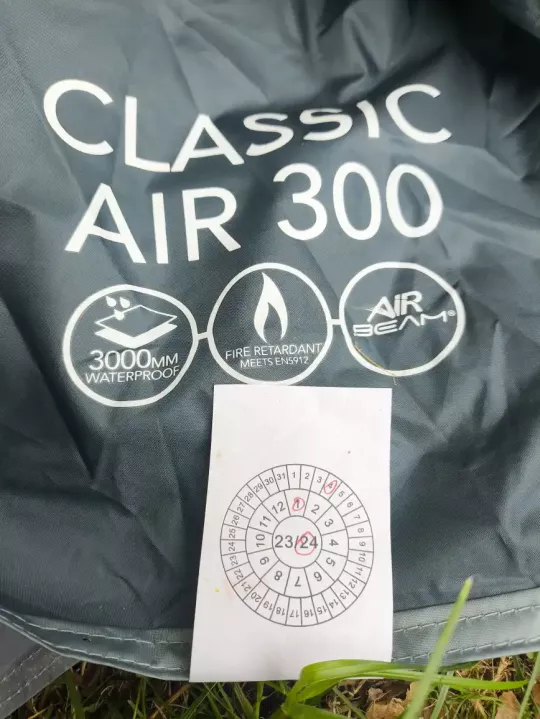 CLASSIC
AIR 300
3000MM
WATERPROOF
FIRE RETARDANT
MEETS EN5912
AIR
BEAM®
1 2 3 4 5 6 7 8 9 10 11 12 13 14 15 16 17 18 19 20 21 22 23 24 25 26 27 28 29 30 31
1 2 3 4 5 6 7 8 9 10 11 12
23/24